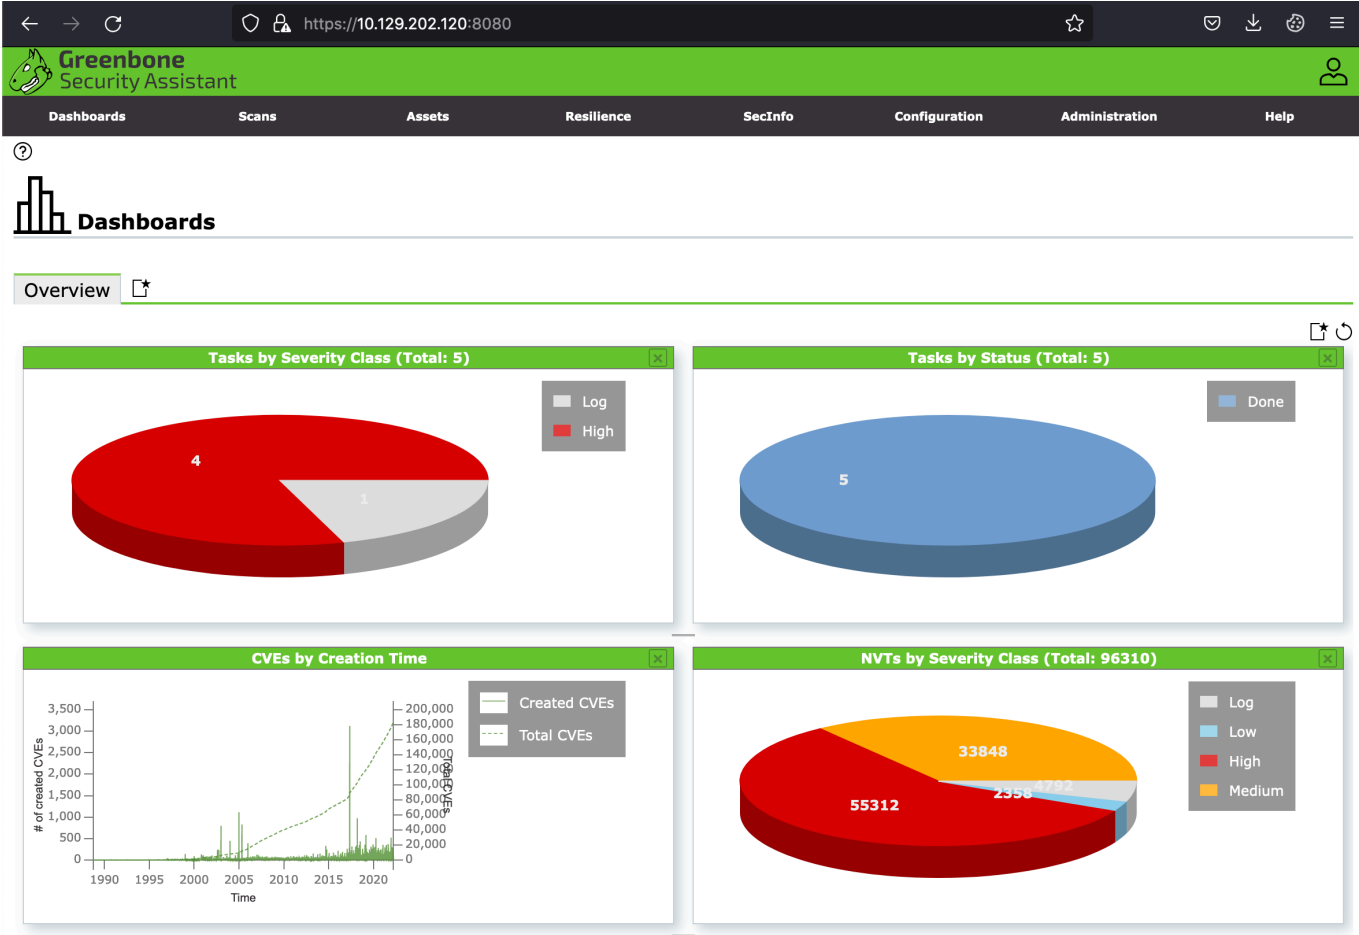 https://10.129.202.120:8080
Greenbone
Security Assistant
Dashboards Scans Assets Resilience SecInfo Configuration Administration Help
?
Dashboards
Overview
Tasks by Severity Class (Total: 5)
Log
High
4
1
Tasks by Status (Total: 5)
Done
5
CVEs by Creation Time
Created CVEs
Total CVEs
# of created CVEs
3,500
3,000
2,500
2,000
1,500
1,000
500
0
200,000
180,000
160,000
140,000
120,000
100,000
80,000
60,000
40,000
20,000
0
Total CVEs
1990 1995 2000 2005 2010 2015 2020
Time
NVTs by Severity Class (Total: 96310)
Log
Low
High
Medium
33848
4792
2358
55312